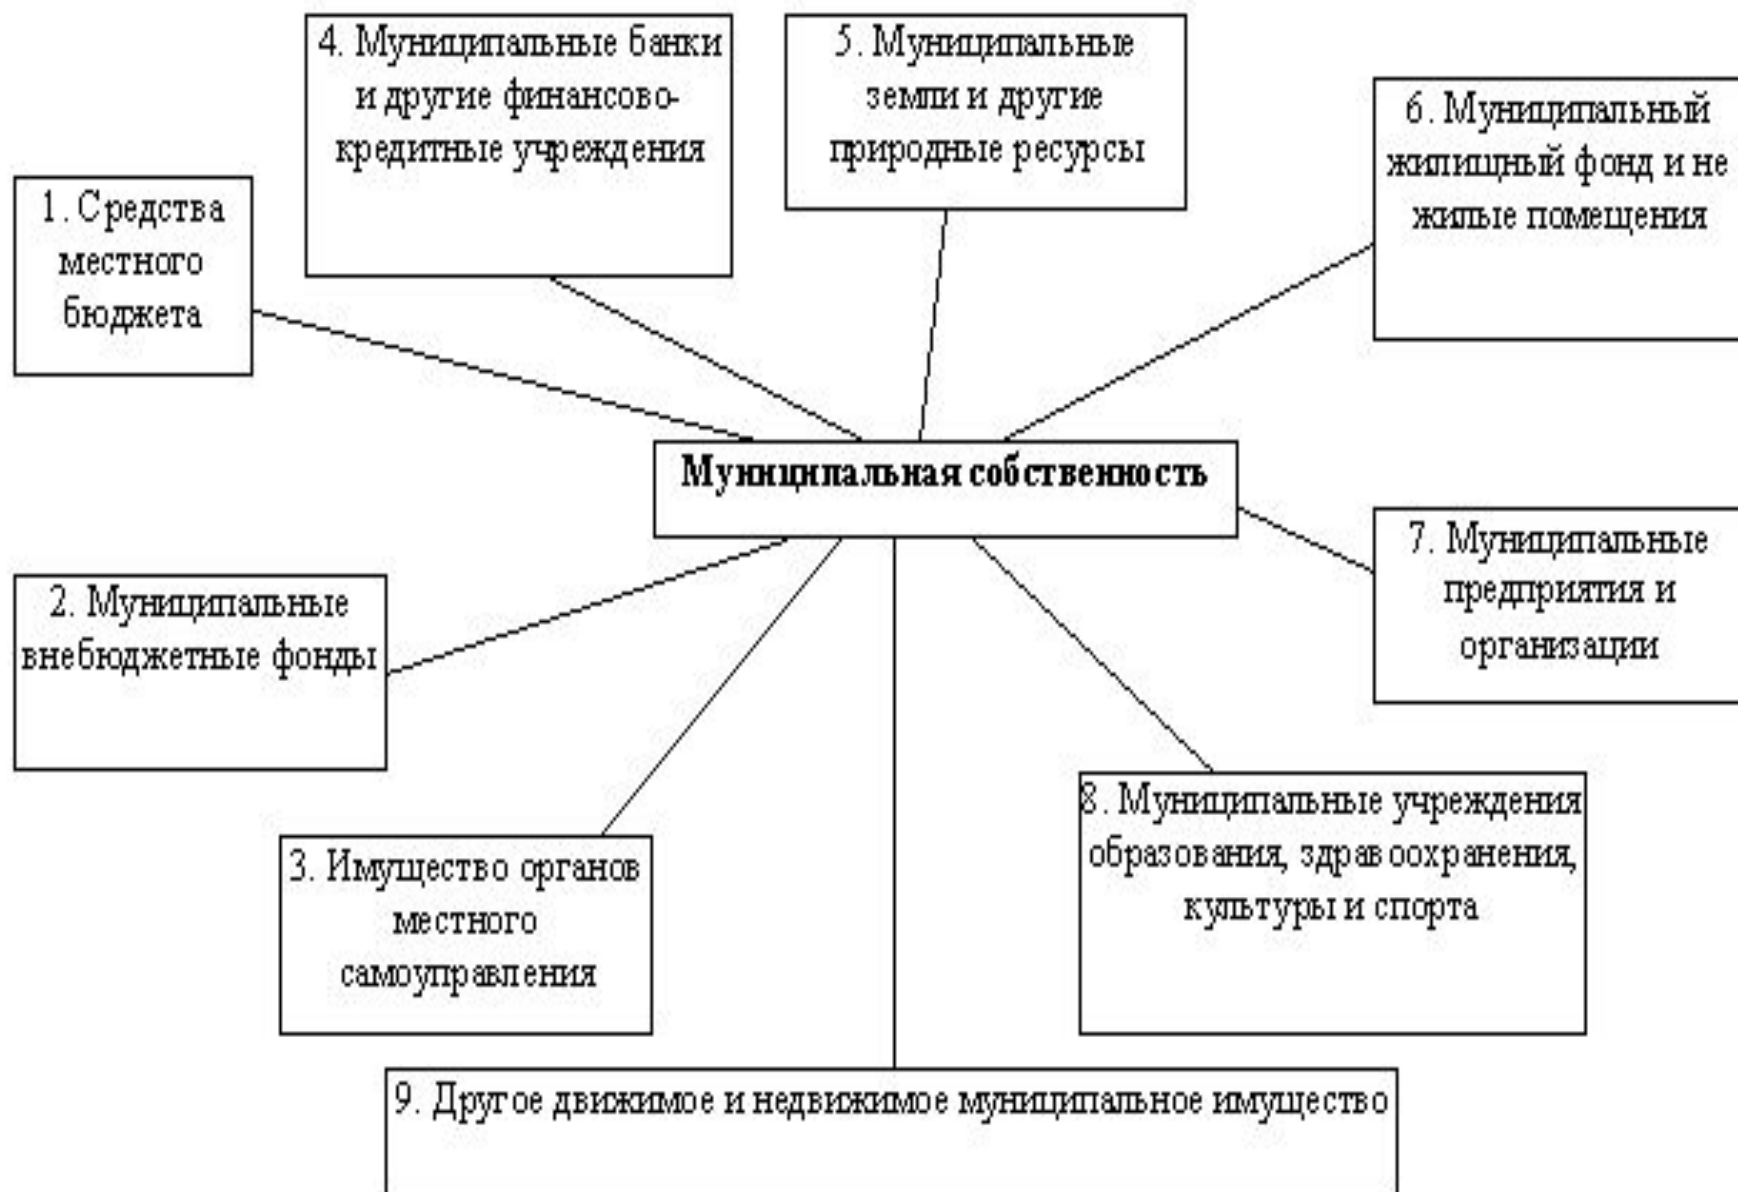 4. Муниципальные банки
и другие финансово-
кредитные учреждения
5. Муниципальные
земли и другие
природные ресурсы
6. Муниципальный
жилищный фонд и не
жилые помещения
1. Средства
местного
бюджета
Муниципальная собственность
7. Муниципальные
предприятия и
организации
2. Муниципальные
внебюджетные фонды
8. Муниципальные учреждения
образования, здравоохранения,
культуры и спорта
3. Имущество органов
местного
самоуправления
9. Другое движимое и недвижимое муниципальное имущество